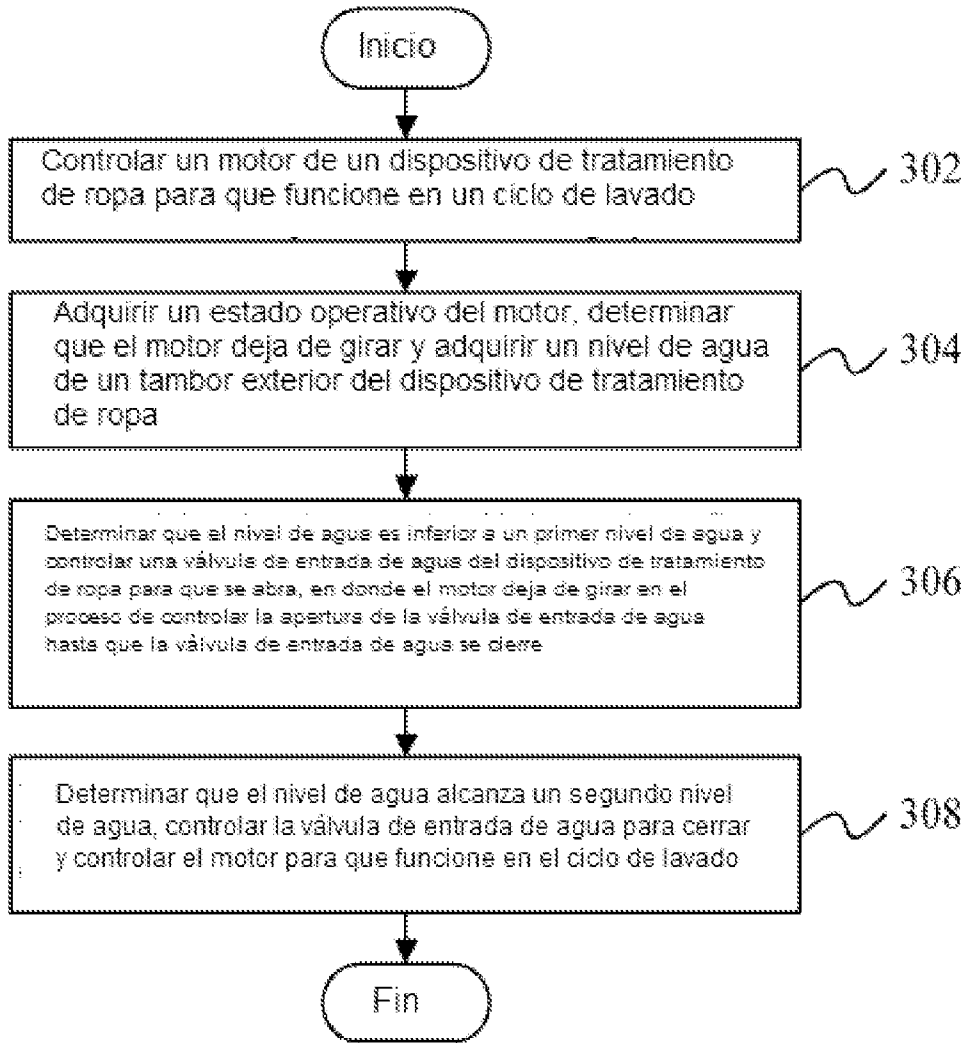 Inicio
Controlar un motor de un dispositivo de tratamiento
de ropa para que funcione en un ciclo de lavado
302
Adquirir un estado operativo del motor, determinar
que el motor deja de girar y adquirir un nivel de agua
de un tambor exterior del dispositivo de tratamiento
de ropa
304
Determinar que el nivel de agua es inferior a un primer nivel de agua y
controlar una válvula de entrada de agua del dispositivo de tratamiento
de ropa para que se abra, en donde el motor deja de girar en el
proceso de controlar la apertura de la válvula de entrada de agua
hasta que la válvula de entrada de agua se cierre
306
Determinar que el nivel de agua alcanza un segundo nivel
de agua, controlar la válvula de entrada de agua para cerrar
y controlar el motor para que funcione en el ciclo de lavado
308
Fin